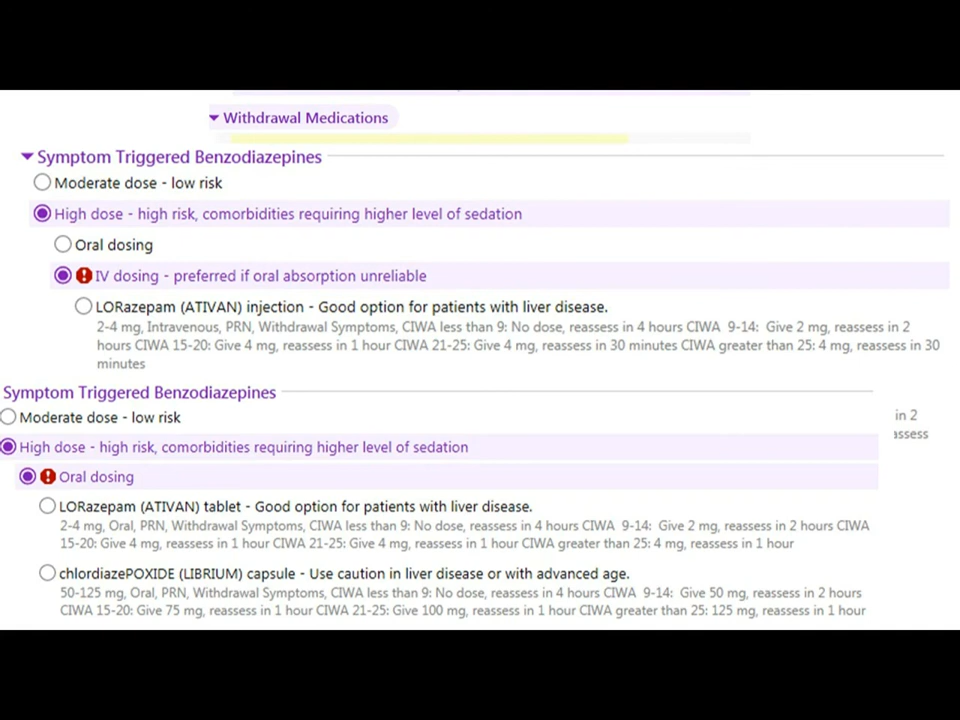 Withdrawal Medications
Symptom Triggered Benzodiazepines
Moderate dose - low risk
High dose - high risk, comorbidities requiring higher level of sedation
Oral dosing
IV dosing - preferred if oral absorption unreliable
LORazepam (ATIVAN) injection - Good option for patients with liver disease.
2-4 mg, Intravenous, PRN, Withdrawal Symptoms, CIWA less than 9: No dose, reassess in 4 hours CIWA 9-14: Give 2 mg, reassess in 2
hours CIWA 15-20: Give 4 mg, reassess in 1 hour CIWA 21-25: Give 4 mg, reassess in 30 minutes CIWA greater than 25: 4 mg, reassess in 30
minutes
Symptom Triggered Benzodiazepines
Moderate dose - low risk
in 2
assess
High dose - high risk, comorbidities requiring higher level of sedation
Oral dosing
LORazepam (ATIVAN) tablet - Good option for patients with liver disease.
2-4 mg, Oral, PRN, Withdrawal Symptoms, CIWA less than 9: No dose, reassess in 4 hours CIWA 9-14: Give 2 mg, reassess in 2 hours CIWA
15-20: Give 4 mg, reassess in 1 hour CIWA 21-25: Give 4 mg, reassess in 1 hour CIWA greater than 25: 4 mg, reassess in 1 hour
chlordiazePOXIDE (LIBRIUM) capsule - Use caution in liver disease or with advanced age.
50-125 mg, Oral, PRN, Withdrawal Symptoms, CIWA less than 9: No dose, reassess in 4 hours CIWA 9-14: Give 50 mg, reassess in 2 hours
CIWA 15-20: Give 75 mg, reassess in 1 hour CIWA 21-25: Give 100 mg, reassess in 1 hour CIWA greater than 25: 125 mg, reassess in 1 hour